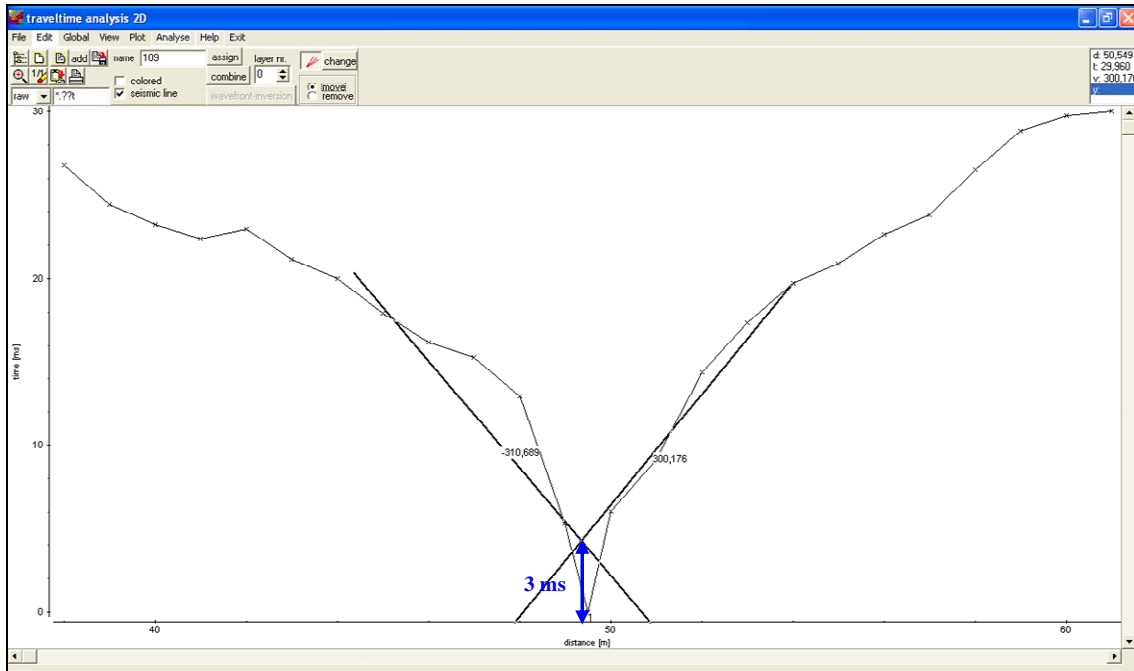 traveltime analysis 2D
File Edit Global View Plot Analyse Help Exit
add name 109 assign layer nr. change
colored combine 0 move
seismic line remove
raw *.??t wavefront-inversion
d: 50,549
t: 29,960
v: 300,170
y:
30
20
time [ms]
10
-310,689 300,176
3 ms
0
1
40 50 60
distance [m]